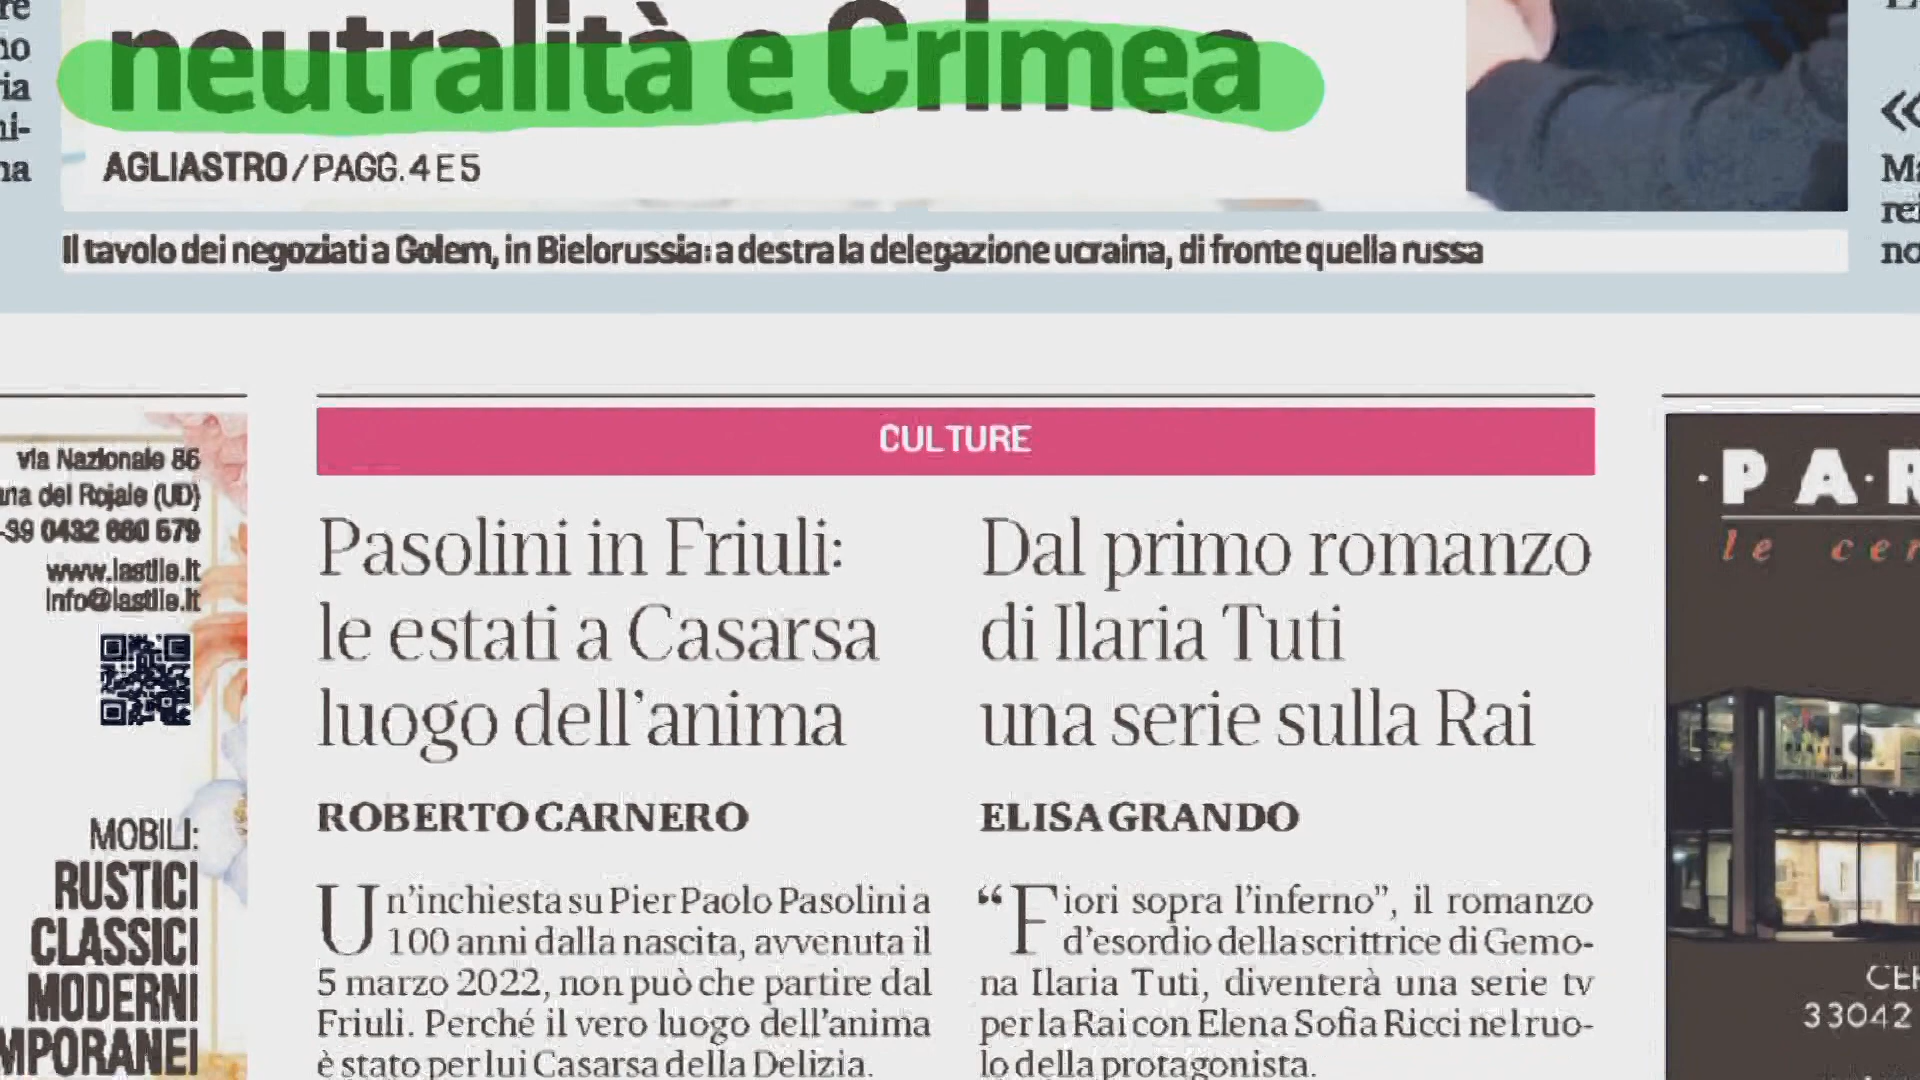 neutralità e Crimea
AGLIASTRO / PAGG. 4 E 5
Il tavolo dei negoziati a Golem, in Bielorussia: a destra la delegazione ucraina, di fronte quella russa
via Nazionale 86
del Rojale (UD)
0432 880 579
www.lastile.it
info@lastile.it
MOBILI:
RUSTICI
CLASSICI
MODERNI
CULTURE
Pasolini in Friuli:
le estati a Casarsa
luogo dell'anima
ROBERTO CARNERO
Un'inchiesta su Pier Paolo Pasolini a
100 anni dalla nascita, avvenuta il
5 marzo 2022, non può che partire dal
Friuli. Perché il vero luogo dell'anima
è stato per lui Casarsa della Delizia.
Dal primo romanzo
di Ilaria Tuti
una serie sulla Rai
ELISA GRANDO
“Fiori sopra l'inferno”, il romanzo
d'esordio della scrittrice di Gemo-
na Ilaria Tuti, diventerà una serie tv
per la Rai con Elena Sofia Ricci nel ruo-
lo della protagonista.
le
33042